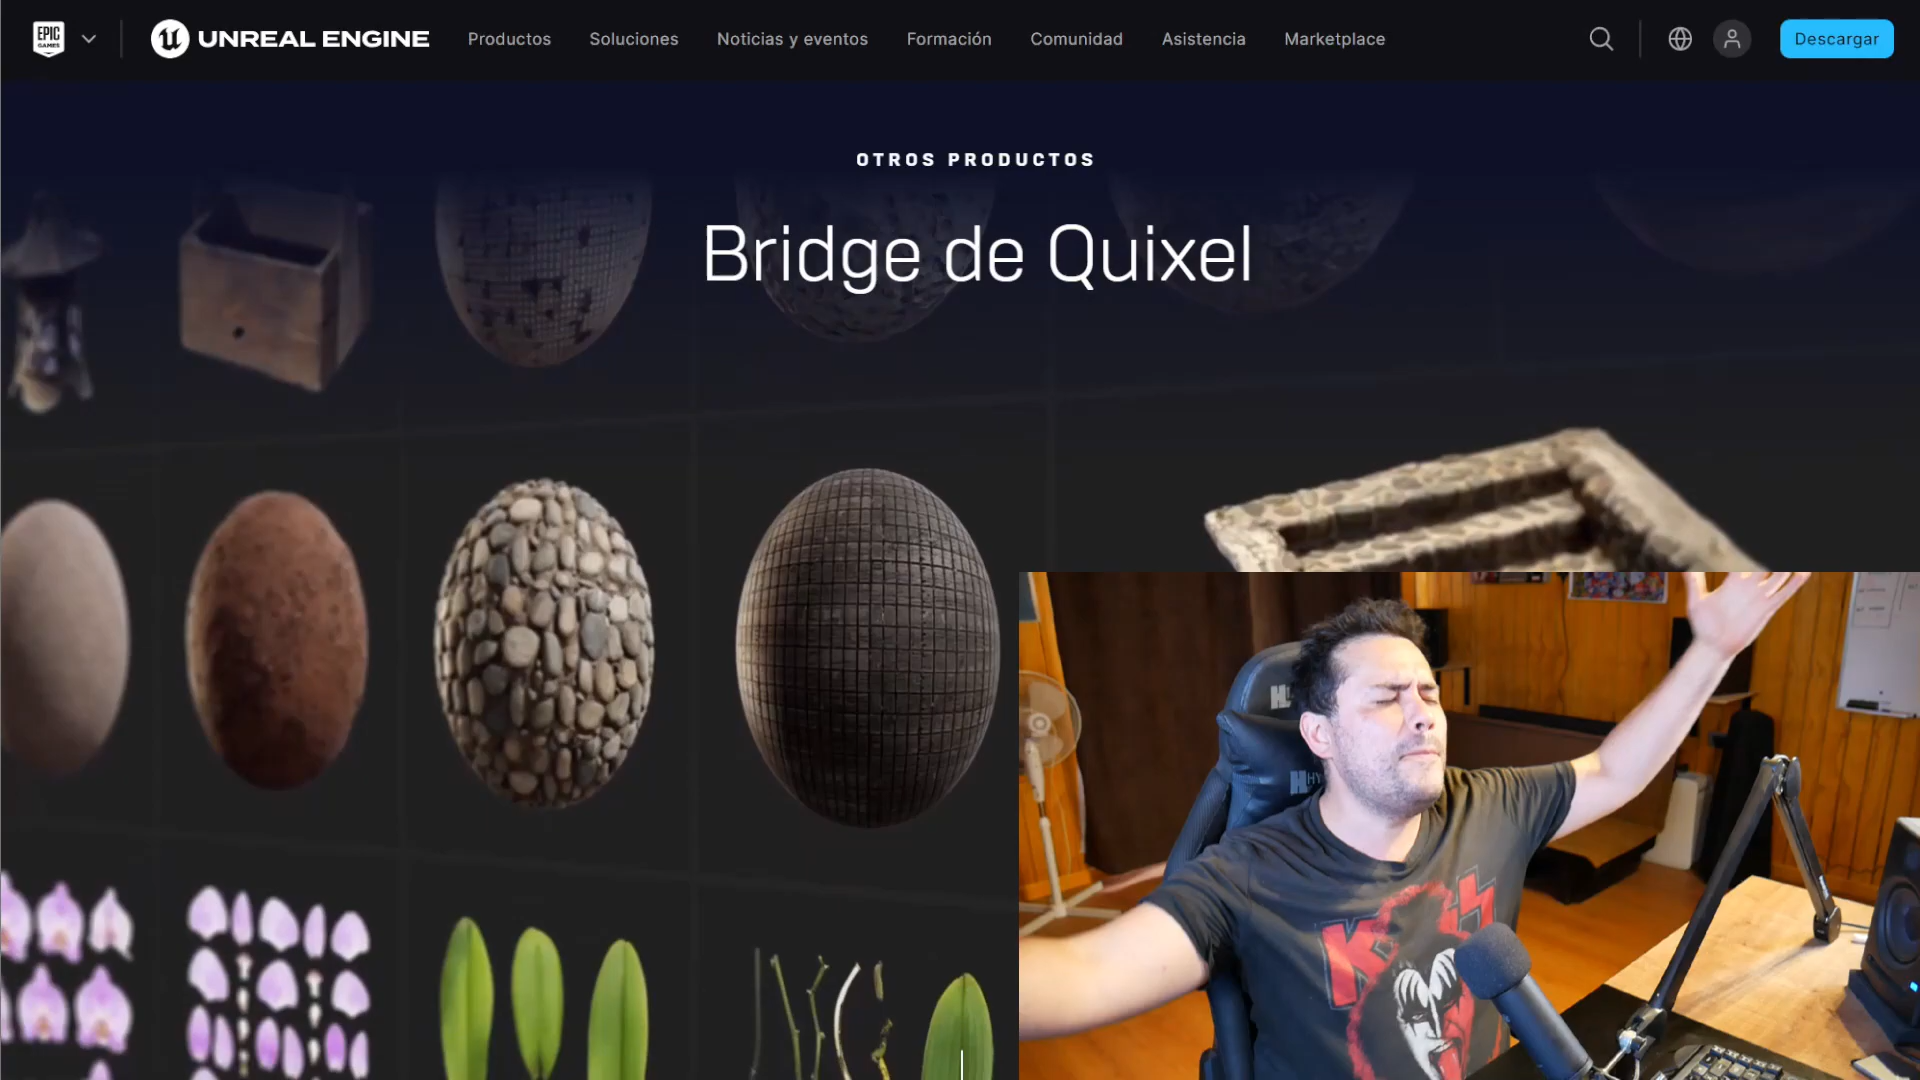 EPIC
GAMES
UNREAL ENGINE
Productos
Soluciones
Noticias y eventos
Formación
Comunidad
Asistencia
Marketplace
Descargar
OTROS PRODUCTOS
Bridge de Quixel